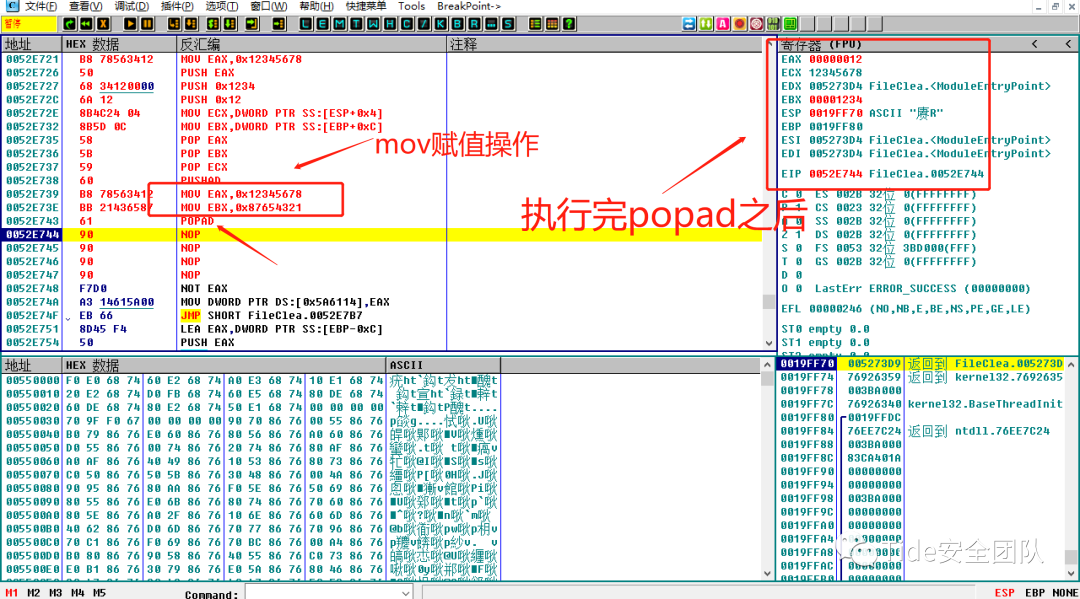 文件(F) 查看(V) 调试(D) 插件(P) 选项(T) 窗口(W) 帮助(H) 快捷菜单 Tools BreakPoint->
暂停 L E M T W H C / K B R ... S
地址 HEX 数据 反汇编 注释
0052E721 B8 78563412 MOV EAX,0x12345678
0052E726 50 PUSH EAX
0052E727 68 34120000 PUSH 0x1234
0052E72C 6A 12 PUSH 0x12
0052E72E 8B4C24 04 MOV ECX,DWORD PTR SS:[ESP+0x4]
0052E732 8B5D 0C MOV EBX,DWORD PTR SS:[EBP+0xC]
0052E735 58 POP EAX
0052E736 5B POP EBX
0052E737 59 POP ECX
0052E738 60 PUSHAD
0052E739 B8 78563412 MOV EAX,0x12345678
0052E73E BB 21436587 MOV EBX,0x87654321
0052E743 61 POPAD
0052E744 90 NOP
0052E745 90 NOP
0052E746 90 NOP
0052E747 90 NOP
0052E748 F7D0 NOT EAX
0052E74A A3 14615A00 MOV DWORD PTR DS:[0x5A6114],EAX
0052E74F EB 66 JMP SHORT FileClea.0052E7B7
0052E751 8D45 F4 LEA EAX,DWORD PTR SS:[EBP-0xC]
0052E754 50 PUSH EAX
mov赋值操作
执行完popad之后
寄存器 (FPU) < <
EAX 00000012
ECX 12345678
EDX 005273D4 FileClea.<ModuleEntryPoint>
EBX 00001234
ESP 0019FF70 ASCII
EBP 0019FF80
ESI 005273D4 FileClea.<ModuleEntryPoint>
EDI 005273D4 FileClea.<ModuleEntryPoint>
EIP 0052E744 FileClea.0052E744
C 0 ES 002B 32位 0(FFFFFFFF)
CS 0023 32位 0(FFFFFFFF)
SS 002B 32位 0(FFFFFFFF)
Z 1 DS 002B 32位 0(FFFFFFFF)
S 0 FS 0053 32位 3BD000(FFF)
T 0 GS 002B 32位 0(FFFFFFFF)
D 0
O 0 LastErr ERROR_SUCCESS (00000000)
EFL 00000246 (NO,NB,E,BE,NS,PE,GE,LE)
ST0 empty 0.0
ST1 empty 0.0
ST2 empty 0.0
地址 HEX 数据 ASCII
00550000 F0 E0 68 74 60 E2 68 74 A0 E3 68 74 10 E1 68 74
00550010 20 E2 68 74 D0 FB 68 74 60 E5 68 74 80 DE 68 74
00550020 60 DE 68 74 80 E2 68 74 50 E1 68 74 00 00 00 00
00550030 70 9F F0 67 00 00 00 00 90 70 86 76 00 55 86 76
00550040 B0 79 86 76 E0 60 86 76 80 56 86 76 A0 60 86 76
00550050 D0 55 86 76 00 74 86 76 20 74 86 76 80 AF 86 76
00550060 A0 AF 86 76 40 49 86 76 10 53 86 76 80 73 86 76
00550070 C0 50 86 76 50 5B 86 76 30 48 86 76 00 4A 86 76
00550080 90 95 86 76 80 AA 86 76 F0 5E 86 76 50 69 86 76
00550090 80 55 86 76 E0 6B 86 76 80 74 86 76 70 60 86 76
005500A0 80 5E 86 76 A0 2F 86 76 10 6E 86 76 60 6D 86 76
005500B0 40 62 86 76 D0 6D 86 76 70 77 86 76 70 96 86 76
005500C0 70 C1 86 76 F0 69 86 76 70 BC 86 76 00 A4 86 76
005500D0 B0 80 86 76 90 58 86 76 40 55 86 76 C0 73 86 76
005500E0 E0 B1 86 76 30 79 86 76 E0 5A 86 76 80 46 86 76
0019FF70 005273D9 返回到 FileClea.005273D
0019FF74 76926359 返回到 kernel32.7692635
0019FF78 003BA000
0019FF7C 76926340 kernel32.BaseThreadInit
0019FF80 0019FFDC
0019FF84 76EE7C24 返回到 ntdll.76EE7C24
0019FF88 003BA000
0019FF8C 83CA401A
0019FF90 00000000
0019FF94 00000000
0019FF98 003BA000
0019FF9C 00000000
0019FFA0 00000000
0019FFA4 00000000
0019FFA8 00000000
0019FFAC 00000000
0019FFB0 00000000
Tide安全团队
M1 M2 M3 M4 M5 Command: ESP EBP NONE